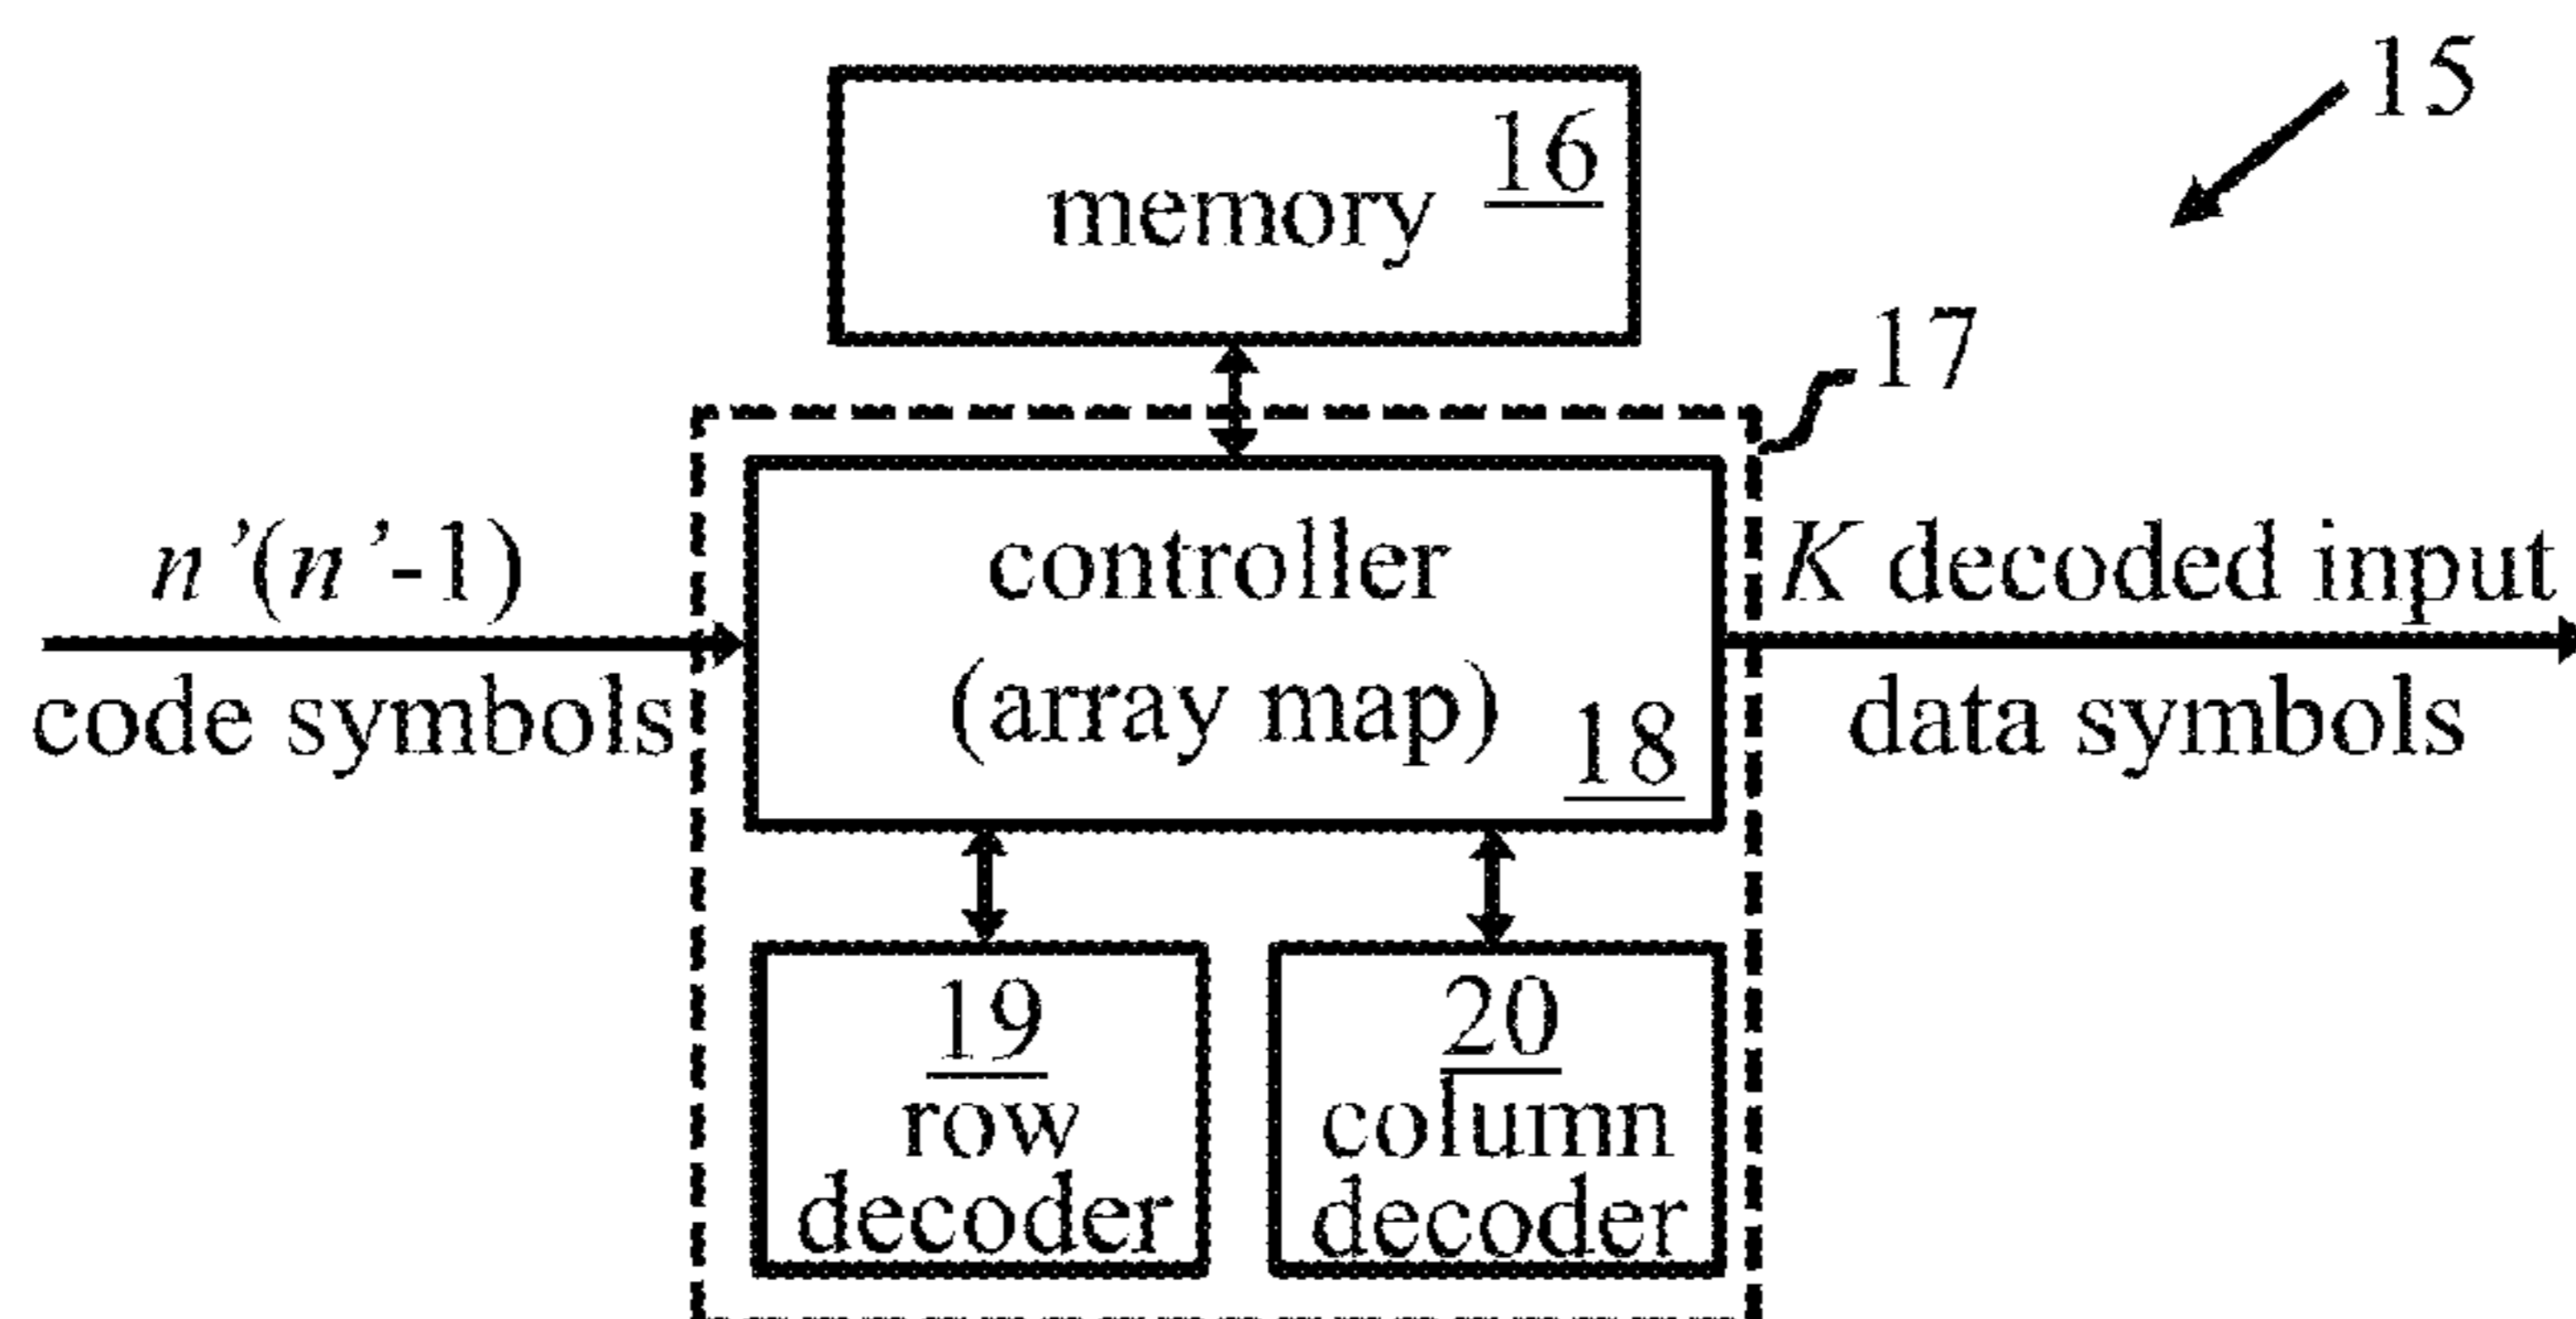 15
16
memory
17
n’(n’-1)
code symbols
controller
(array map)
18
K decoded input
data symbols
19
row
decoder
20
column
decoder